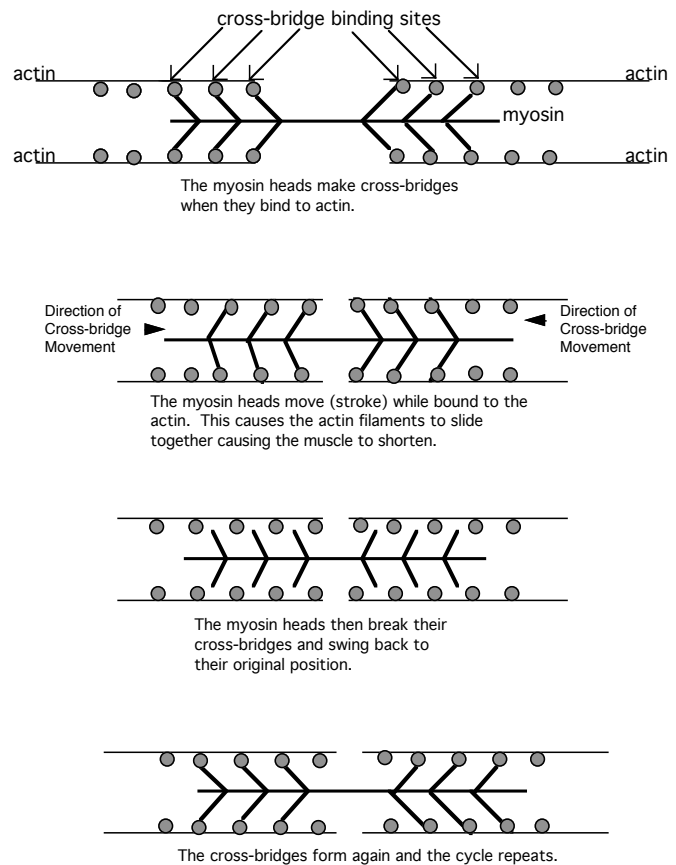 cross-bridge binding sites
actin
actin
myosin
actin
actin
The myosin heads make cross-bridges
when they bind to actin.
Direction of
Cross-bridge
Movement
Direction of
Cross-bridge
Movement
The myosin heads move (stroke) while bound to the
actin. This causes the actin filaments to slide
together causing the muscle to shorten.
The myosin heads then break their
cross-bridges and swing back to
their original position.
The cross-bridges form again and the cycle repeats.